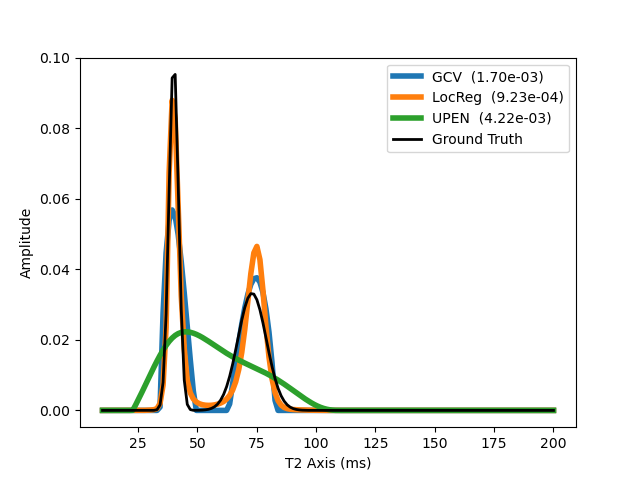 0.10
0.08
0.06
0.04
0.02
0.00
Amplitude
25 50 75 100 125 150 175 200
T2 Axis (ms)
GCV (1.70e-03)
LocReg (9.23e-04)
UPEN (4.22e-03)
Ground Truth